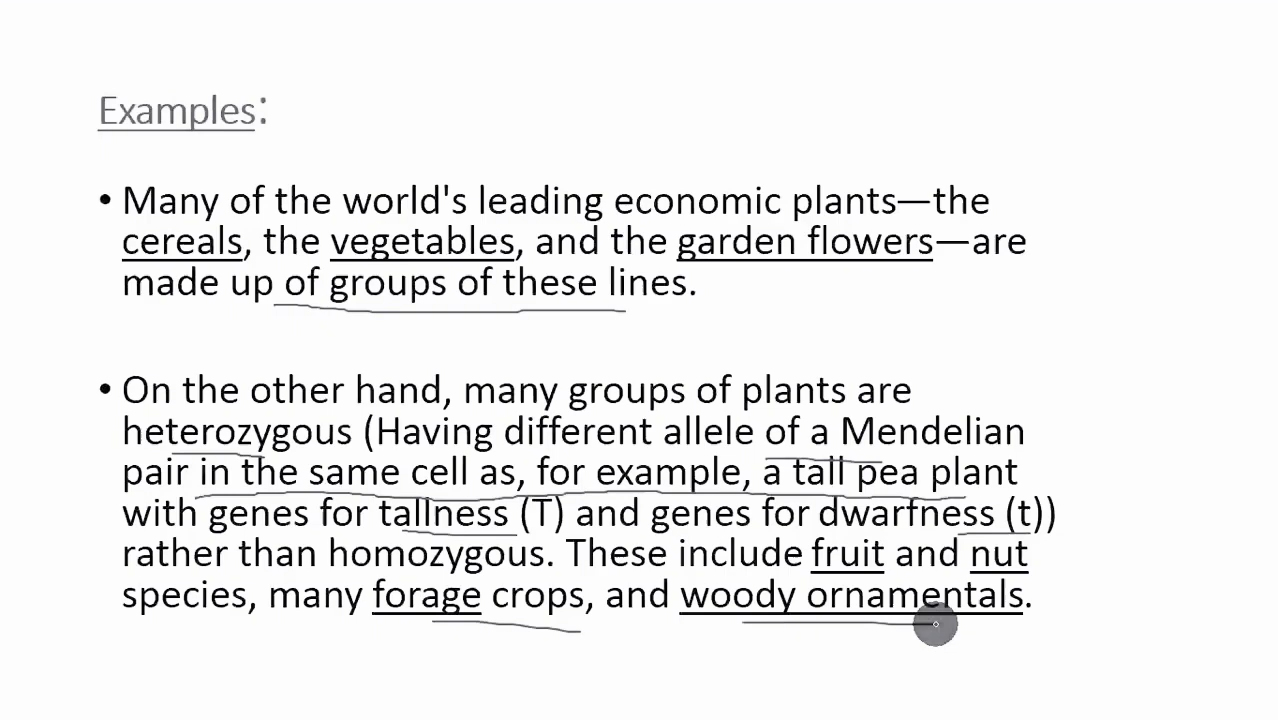 Examples:
• Many of the world's leading economic plants—the
cereals, the vegetables, and the garden flowers—are
made up of groups of these lines.
• On the other hand, many groups of plants are
heterozygous (Having different allele of a Mendelian
pair in the same cell as, for example, a tall pea plant
with genes for tallness (T) and genes for dwarfness (t))
rather than homozygous. These include fruit and nut
species, many forage crops, and woody ornamentals.